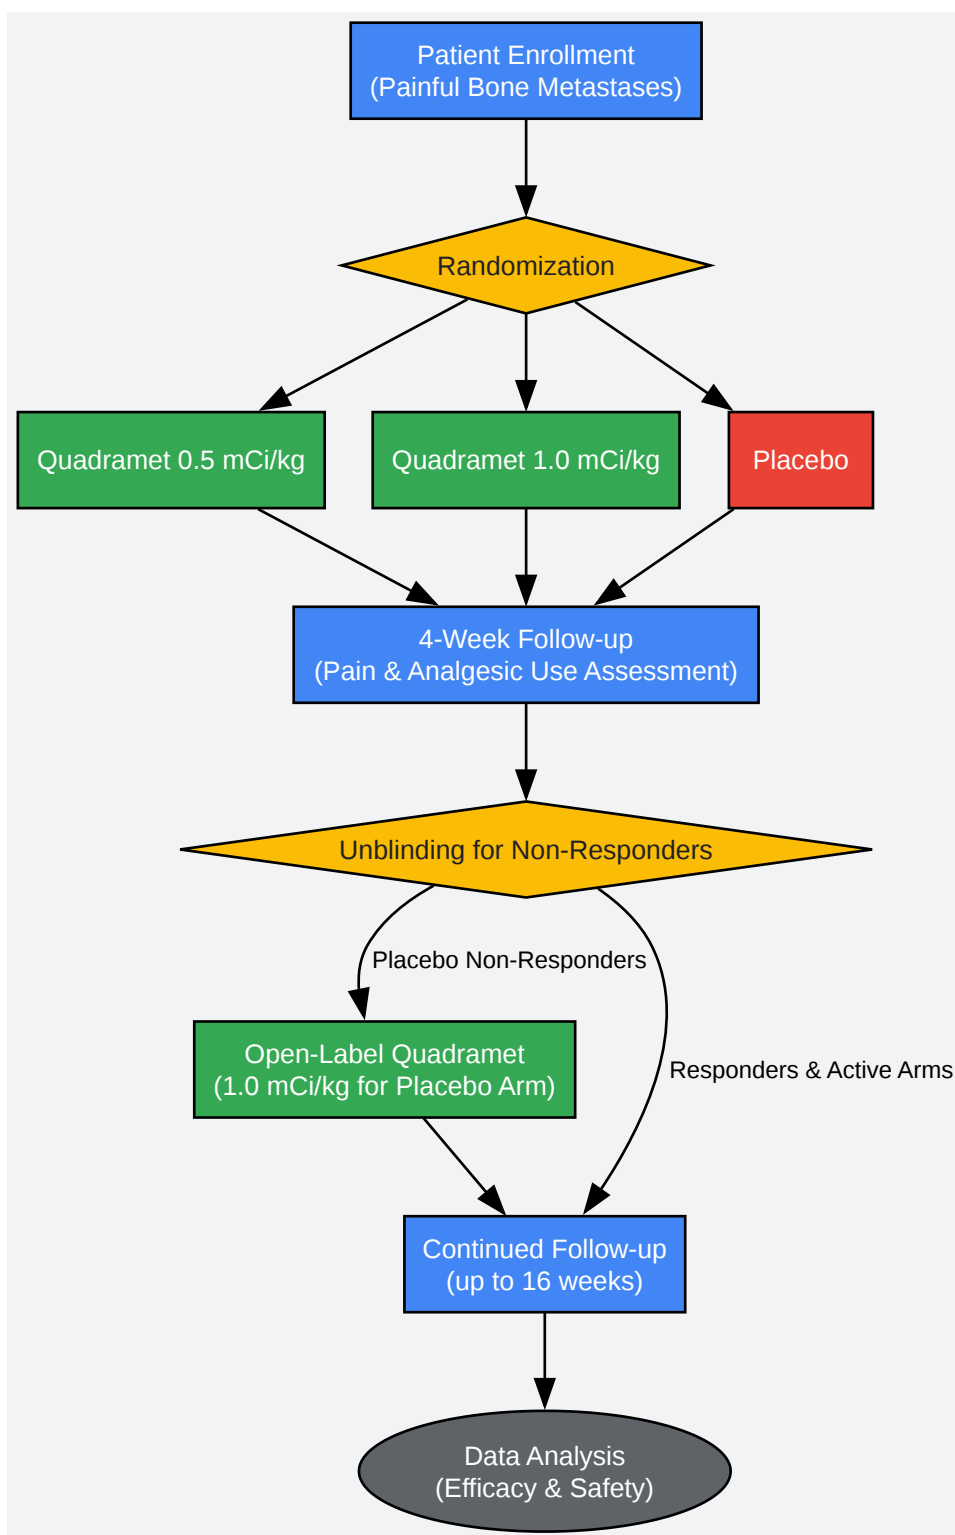 Patient Enrollment
(Painful Bone Metastases)
Randomization
Quadramet 0.5 mCi/kg
Quadramet 1.0 mCi/kg
Placebo
4-Week Follow-up
(Pain & Analgesic Use Assessment)
Unblinding for Non-Responders
Placebo Non-Responders
Open-Label Quadramet
(1.0 mCi/kg for Placebo Arm)
Responders & Active Arms
Continued Follow-up
(up to 16 weeks)
Data Analysis
(Efficacy & Safety)